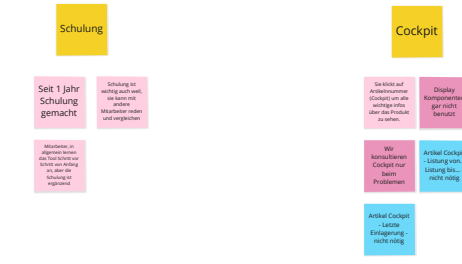 Schulung
Cockpit
Seit 1 Jahr
Schulung
gemacht
Schulung ist
wichtig auch weil,
sie kann mit
andere
Mitarbeiter reden
und vergleichen
Sie klickt auf
Artikelnummer
(Cockpit) um alle
wichtige infos
über das Produkt
zu sehen.
Display
Komponenten
gar nicht
benutzt
Mitarbeiter, in
allgemein lernen
das Tool Schritt vor
Schritt von Anfang
an, aber die
Schulung ist
ergänzend
Wir
konsultieren
Cockpit nur
beim
Problemen
Artikel Cockpit
- Listung von..
Listung bis...
nicht nötig
Artikel Cockpit
- Letzte
Einlagerung -
nicht nötig